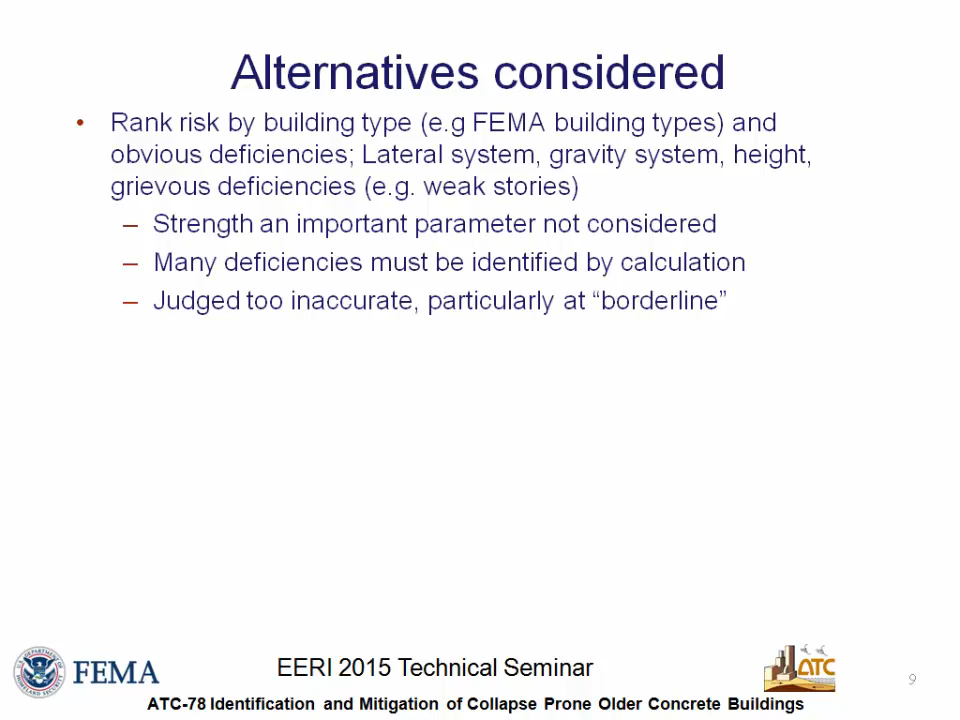 Alternatives considered
• Rank risk by building type (e.g FEMA building types) and
obvious deficiencies; Lateral system, gravity system, height,
grievous deficiencies (e.g. weak stories)
– Strength an important parameter not considered
– Many deficiencies must be identified by calculation
– Judged too inaccurate, particularly at “borderline”
FEMA
EERI 2015 Technical Seminar
ATC
9
ATC-78 Identification and Mitigation of Collapse Prone Older Concrete Buildings